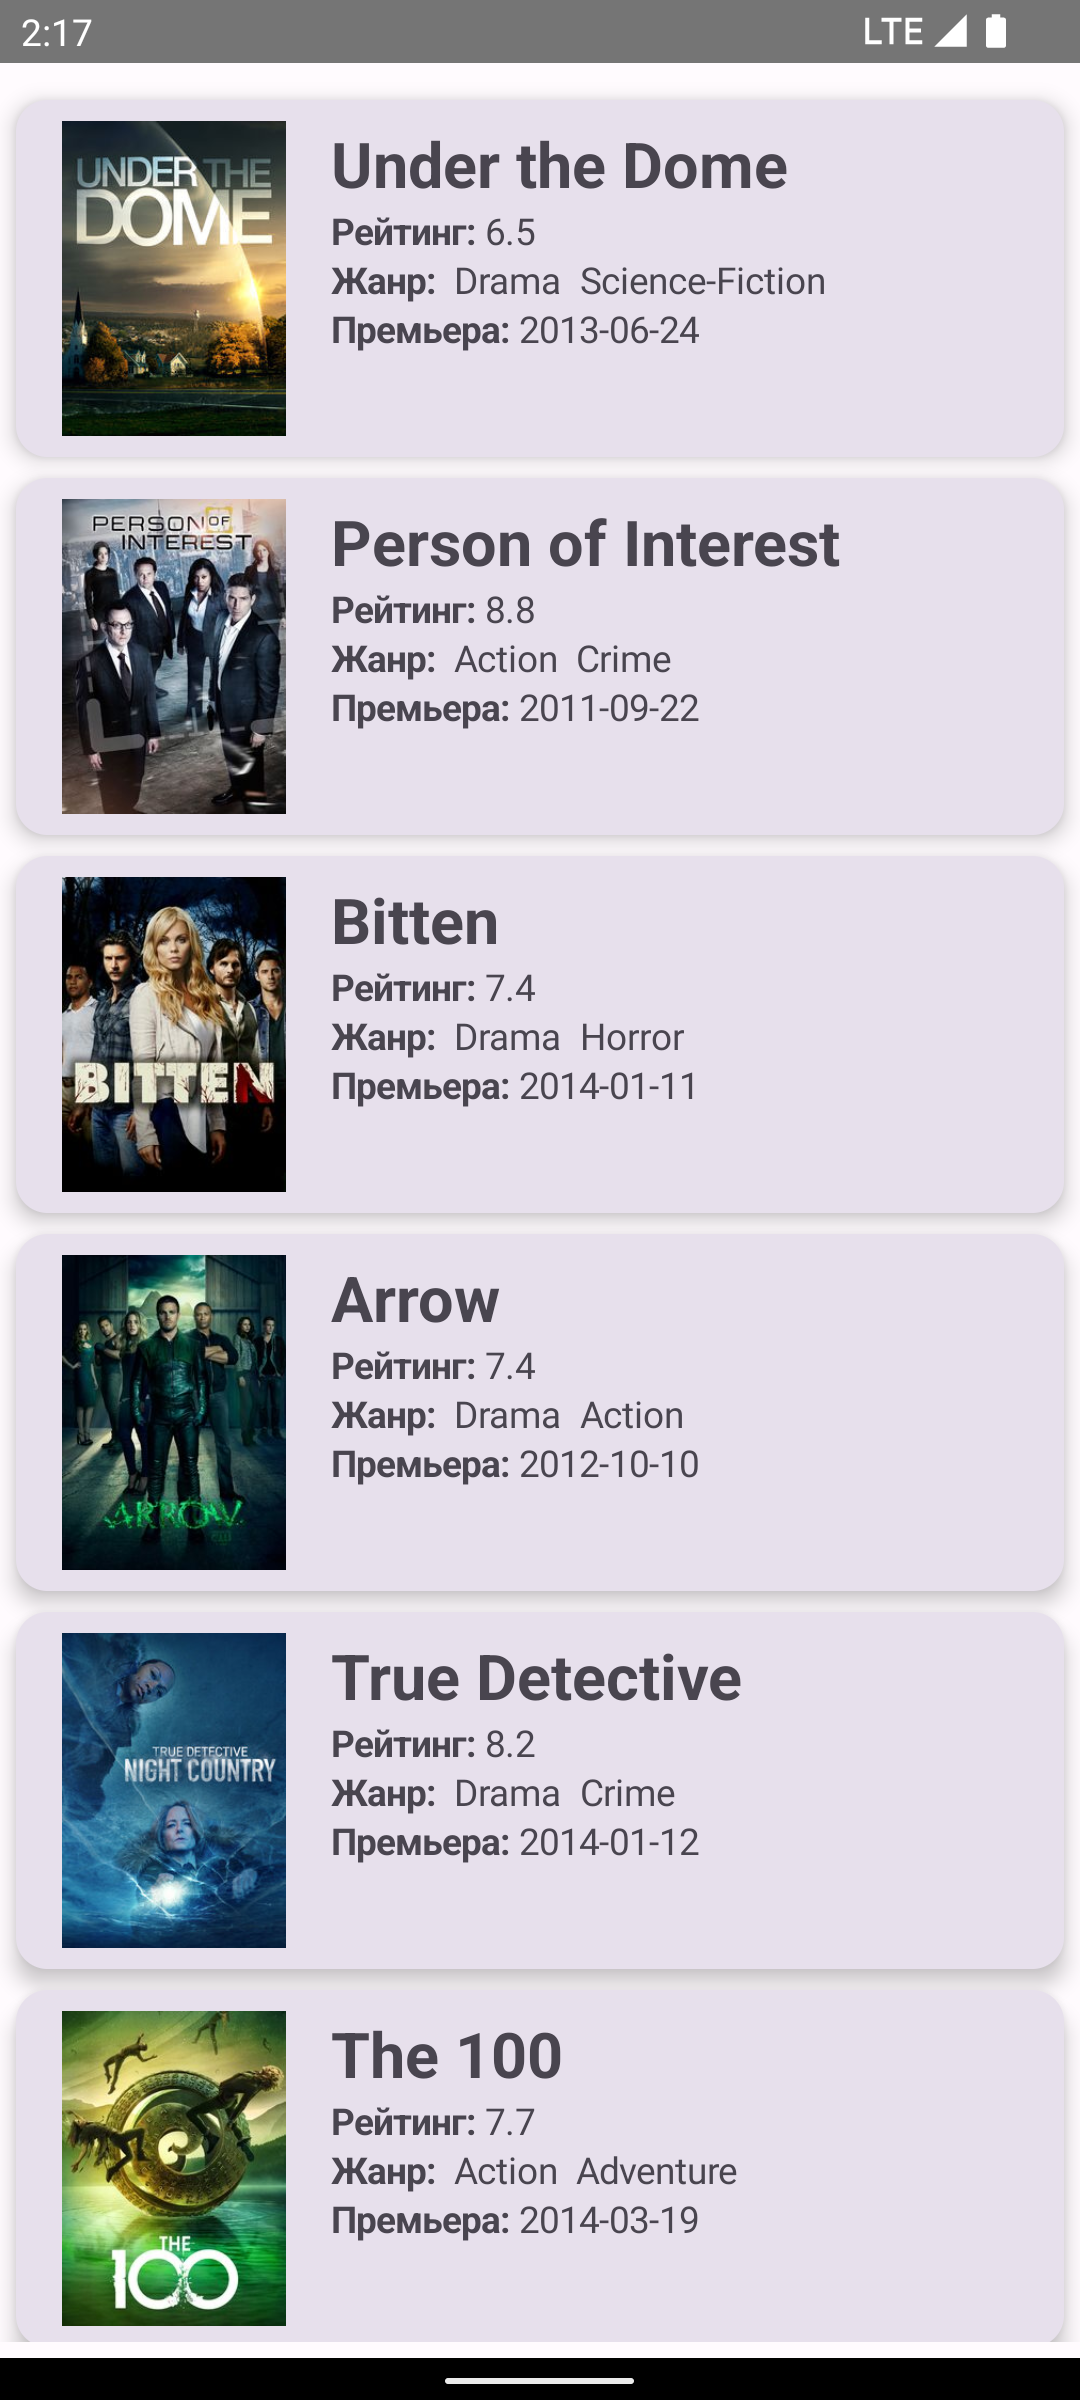 2:17
LTE
UNDER THE
DOME
Under the Dome
Рейтинг: 6.5
Жанр: Drama Science-Fiction
Премьера: 2013-06-24
PERSON OF
INTEREST
Person of Interest
Рейтинг: 8.8
Жанр: Action Crime
Премьера: 2011-09-22
BITTEN
Bitten
Рейтинг: 7.4
Жанр: Drama Horror
Премьера: 2014-01-11
ARROW
Arrow
Рейтинг: 7.4
Жанр: Drama Action
Премьера: 2012-10-10
TRUE DETECTIVE
NIGHT COUNTRY
True Detective
Рейтинг: 8.2
Жанр: Drama Crime
Премьера: 2014-01-12
THE
100
The 100
Рейтинг: 7.7
Жанр: Action Adventure
Премьера: 2014-03-19